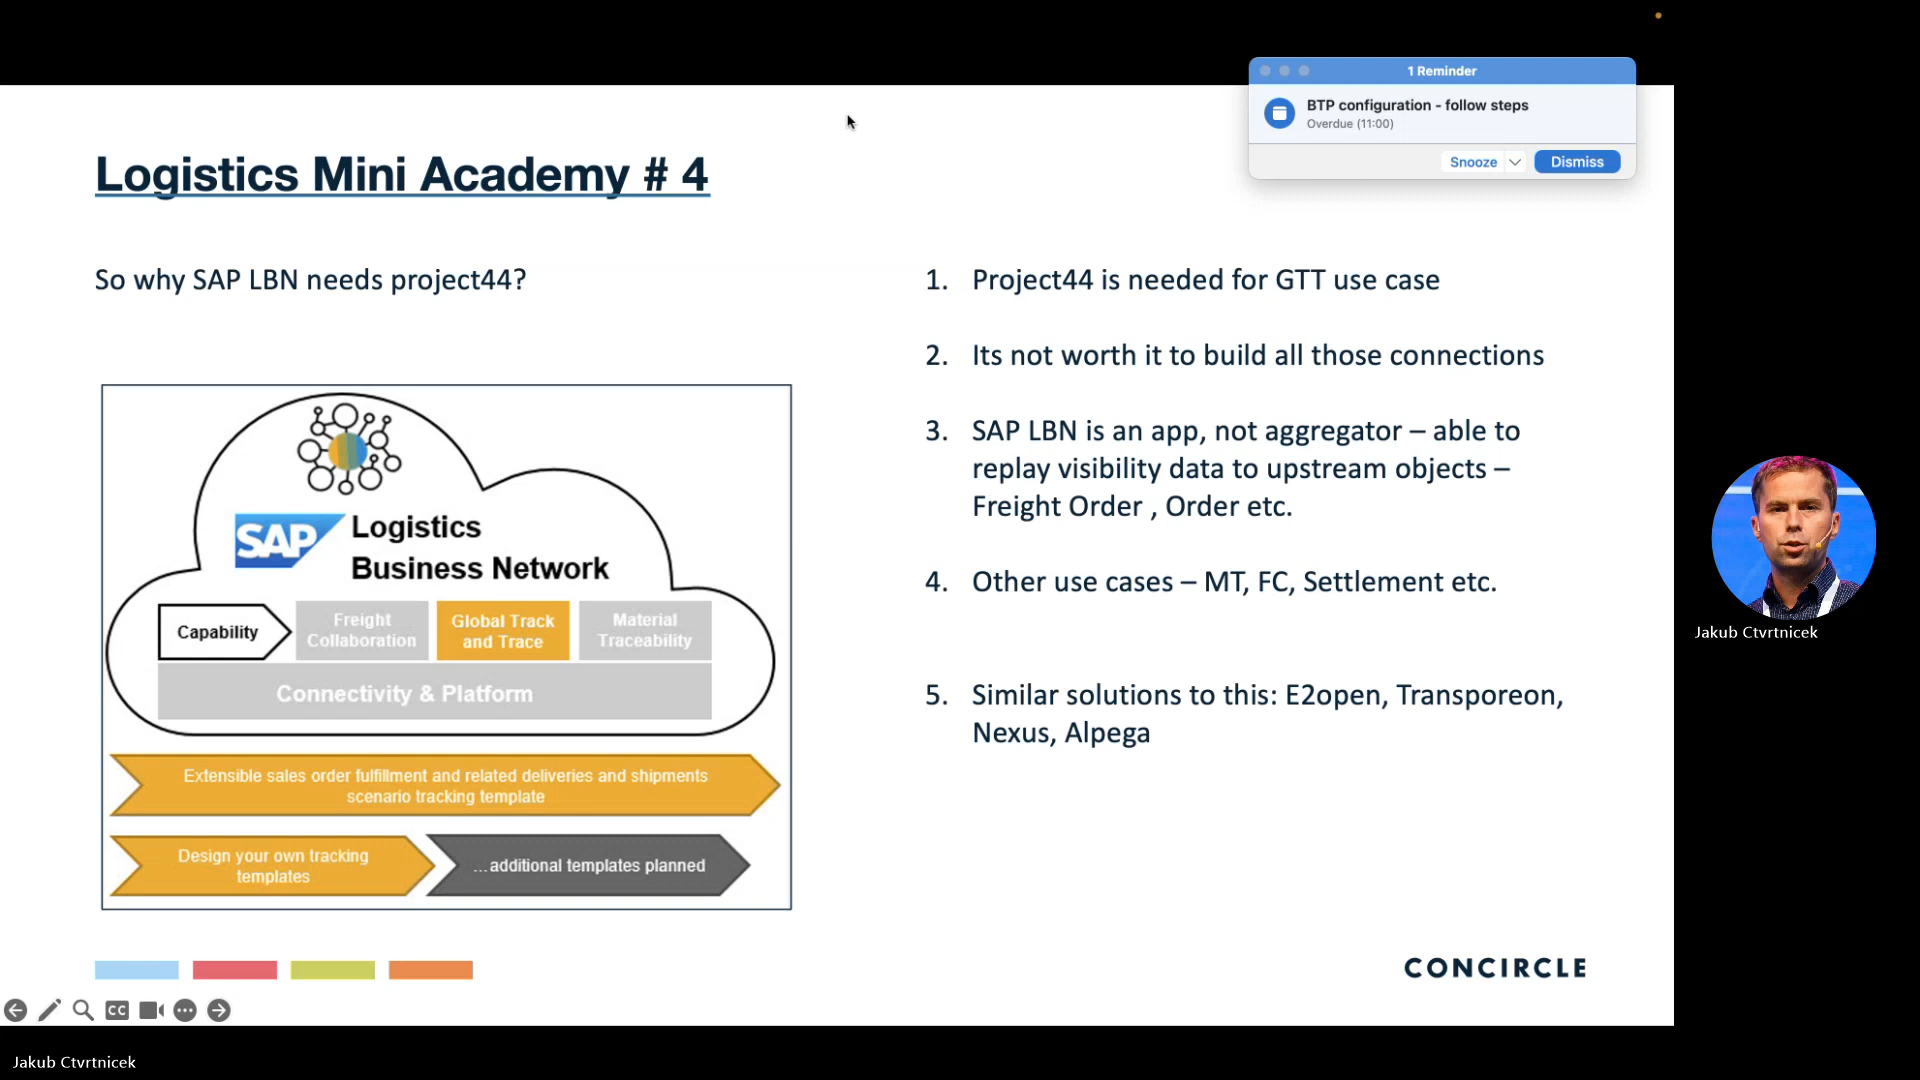 1 Reminder
BTP configuration - follow steps
Overdue (11:00)
Snooze
Dismiss
Logistics Mini Academy # 4
So why SAP LBN needs project44?
SAP
Logistics
Business Network
Capability
Freight
Collaboration
Global Track
and Trace
Material
Traceability
Connectivity & Platform
Extensible sales order fulfillment and related deliveries and shipments
scenario tracking template
Design your own tracking
templates
...additional templates planned
1. Project44 is needed for GTT use case
2. Its not worth it to build all those connections
3. SAP LBN is an app, not aggregator – able to
replay visibility data to upstream objects –
Freight Order , Order etc.
4. Other use cases – MT, FC, Settlement etc.
5. Similar solutions to this: E2open, Transporeon,
Nexus, Alpega
CONCIRCLE
CC
Jakub Ctvrtnicek
Jakub Ctvrtnicek